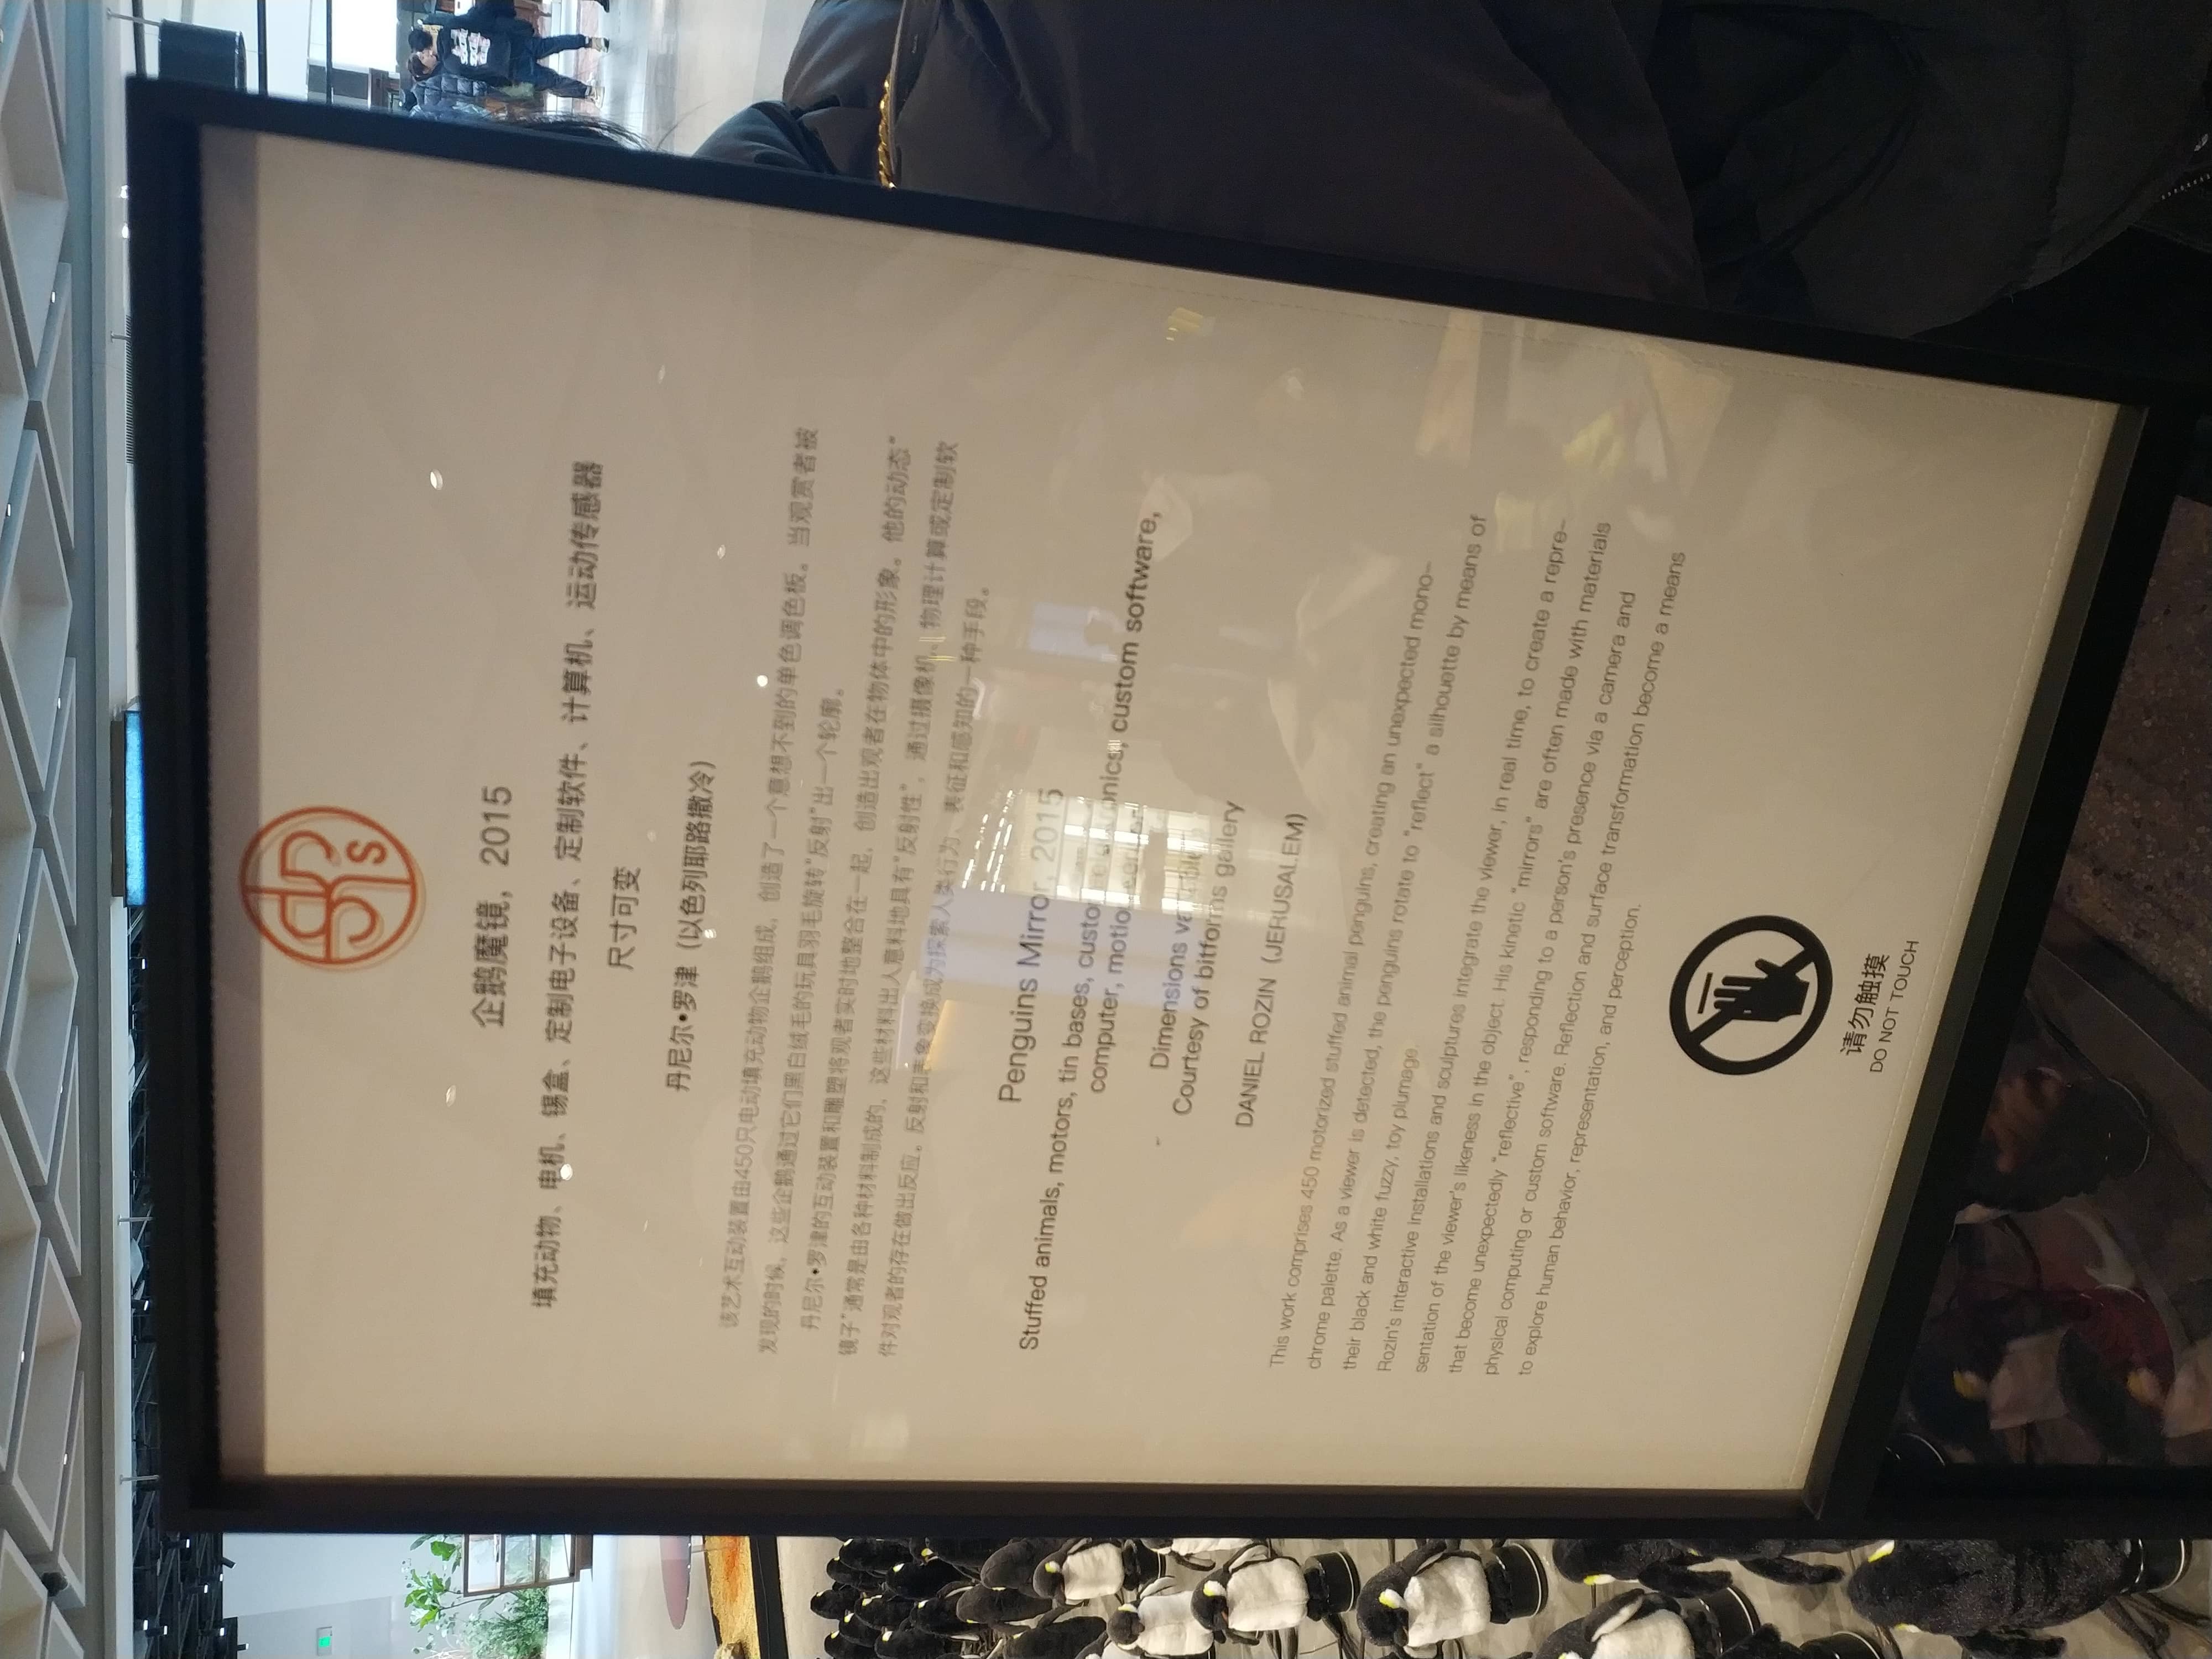 企鹅魔镜，2015
填充动物、电机、锡盒、定制电子设备、定制软件、计算机、运动传感器
尺寸可变
丹尼尔•罗津（以色列耶路撒冷）
该艺术互动装置由450只电动填充动物企鹅组成，创造了一个意想不到的单色调色板。当观赏者被
发现的时候，这些企鹅通过它们黑白绒毛的玩具羽毛旋转“反射”出一个轮廓。
丹尼尔•罗津的互动装置和雕塑将观者实时地整合在一起，创造出观者在物体中的形象。他的动态“
镜子”通常是由各种材料制成的，这些材料出人意料地具有“反射性”，通过摄像机、物理计算或定制软
件对观者的存在做出反应。反射和表象变换成为探索人类行为、表征和感知的一种手段。
Penguins Mirror, 2015
Stuffed animals, motors, tin bases, custom electronics, custom software,
computer, motion sensor
Dimensions variable
Courtesy of bitforms gallery
DANIEL ROZIN (JERUSALEM)
This work comprises 450 motorized stuffed animal penguins, creating an unexpected mono-
chrome palette. As a viewer is detected, the penguins rotate to “reflect” a silhouette by means of
their black and white fuzzy, toy plumage.
Rozin's interactive installations and sculptures integrate the viewer, in real time, to create a repre-
sentation of the viewer's likeness in the object. His kinetic “mirrors” are often made with materials
that become unexpectedly “reflective”, responding to a person's presence via a camera and
physical computing or custom software. Reflection and surface transformation become a means
to explore human behavior, representation, and perception.
请勿触摸
DO NOT TOUCH